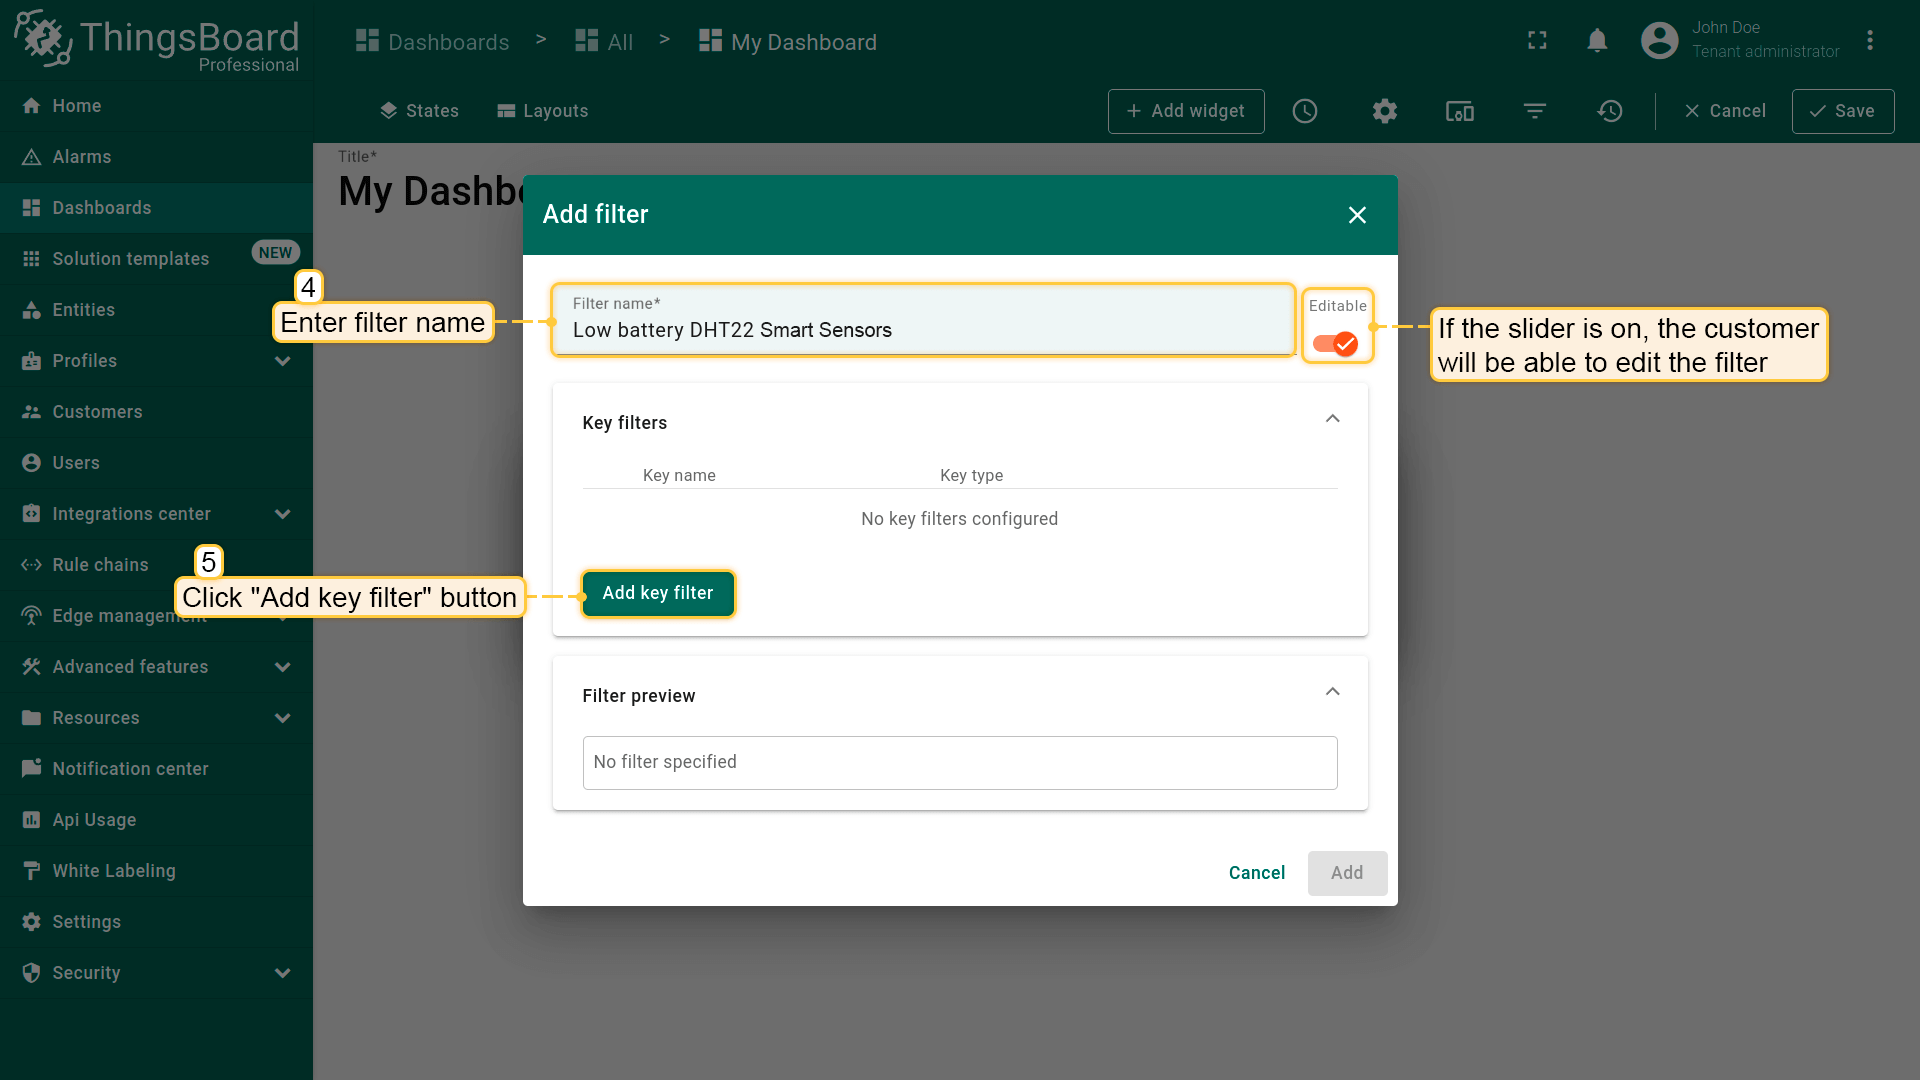 ThingsBoard
Professional
Dashboards > All > My Dashboard
John Doe
Tenant administrator
States
Layouts
+ Add widget
Cancel
Save
Home
Alarms
Dashboards
Solution templates
NEW
Entities
Profiles
Customers
Users
Integrations center
Rule chains
Edge management
Advanced features
Resources
Notification center
Api Usage
White Labeling
Settings
Security
Title*
My Dashbo
Add filter
4
Enter filter name
Filter name*
Low battery DHT22 Smart Sensors
Editable
If the slider is on, the customer
will be able to edit the filter
Key filters
Key name Key type
No key filters configured
5
Click "Add key filter" button
Add key filter
Filter preview
No filter specified
Cancel
Add